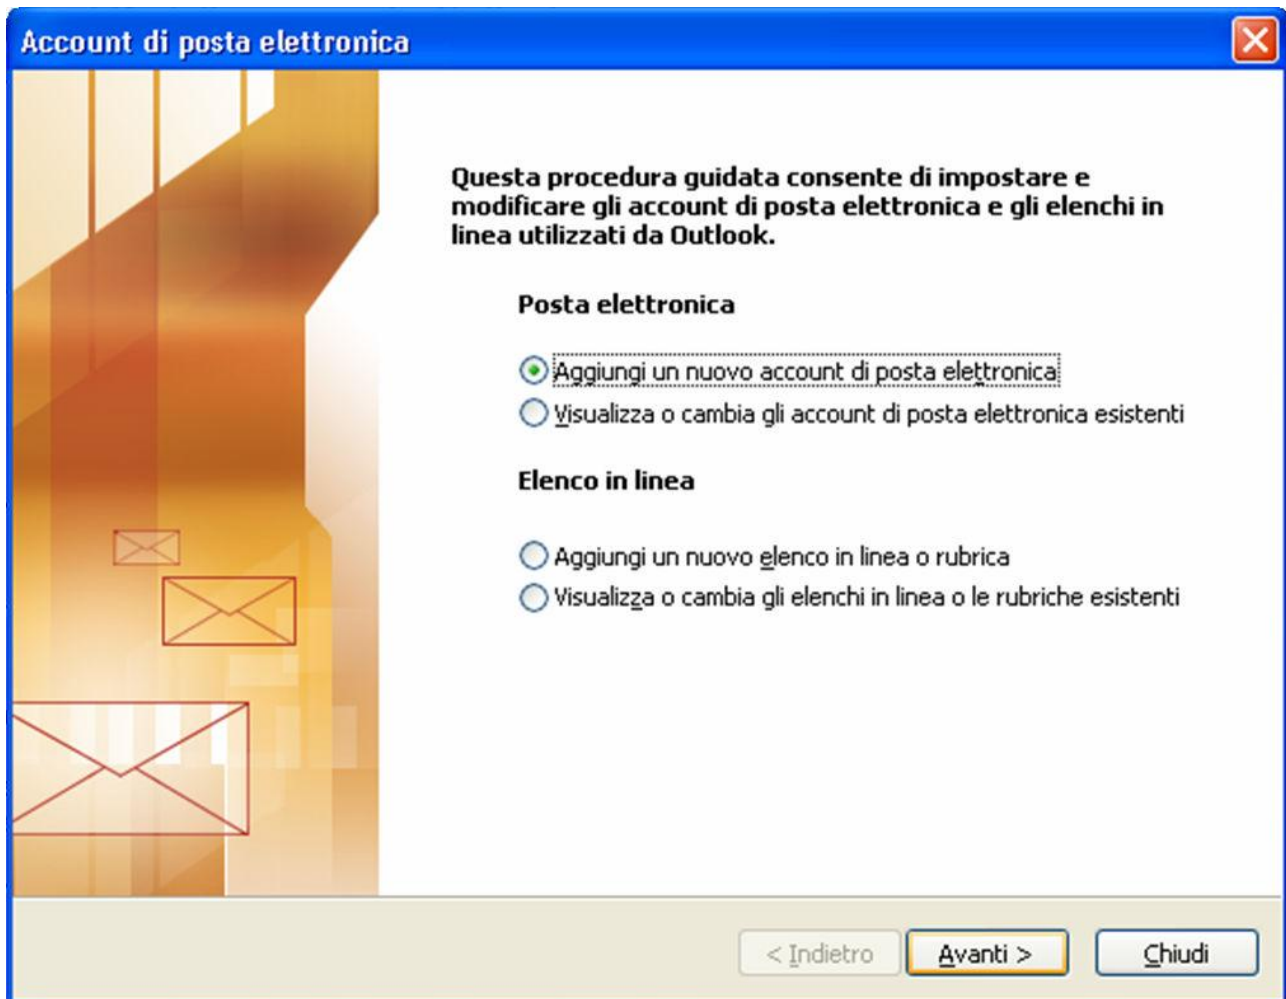 Account di posta elettronica
Questa procedura guidata consente di impostare e
modificare gli account di posta elettronica e gli elenchi in
linea utilizzati da Outlook.
Posta elettronica
Aggiungi un nuovo account di posta elettronica
Visualizza o cambia gli account di posta elettronica esistenti
Elenco in linea
Aggiungi un nuovo elenco in linea o rubrica
Visualizza o cambia gli elenchi in linea o le rubriche esistenti
< Indietro
Avanti >
Chiudi